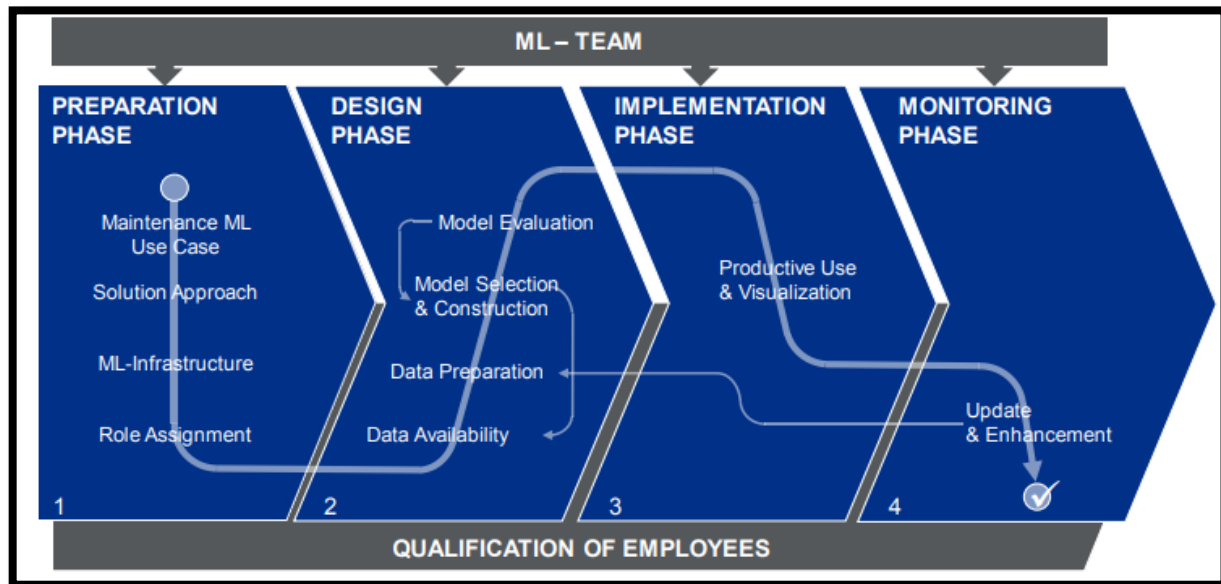 ML – TEAM
PREPARATION
PHASE
Maintenance ML
Use Case
Solution Approach
ML-Infrastructure
Role Assignment
1
DESIGN
PHASE
Model Evaluation
Model Selection
& Construction
Data Preparation
Data Availability
2
IMPLEMENTATION
PHASE
Productive Use
& Visualization
3
MONITORING
PHASE
Update
& Enhancement
4
QUALIFICATION OF EMPLOYEES